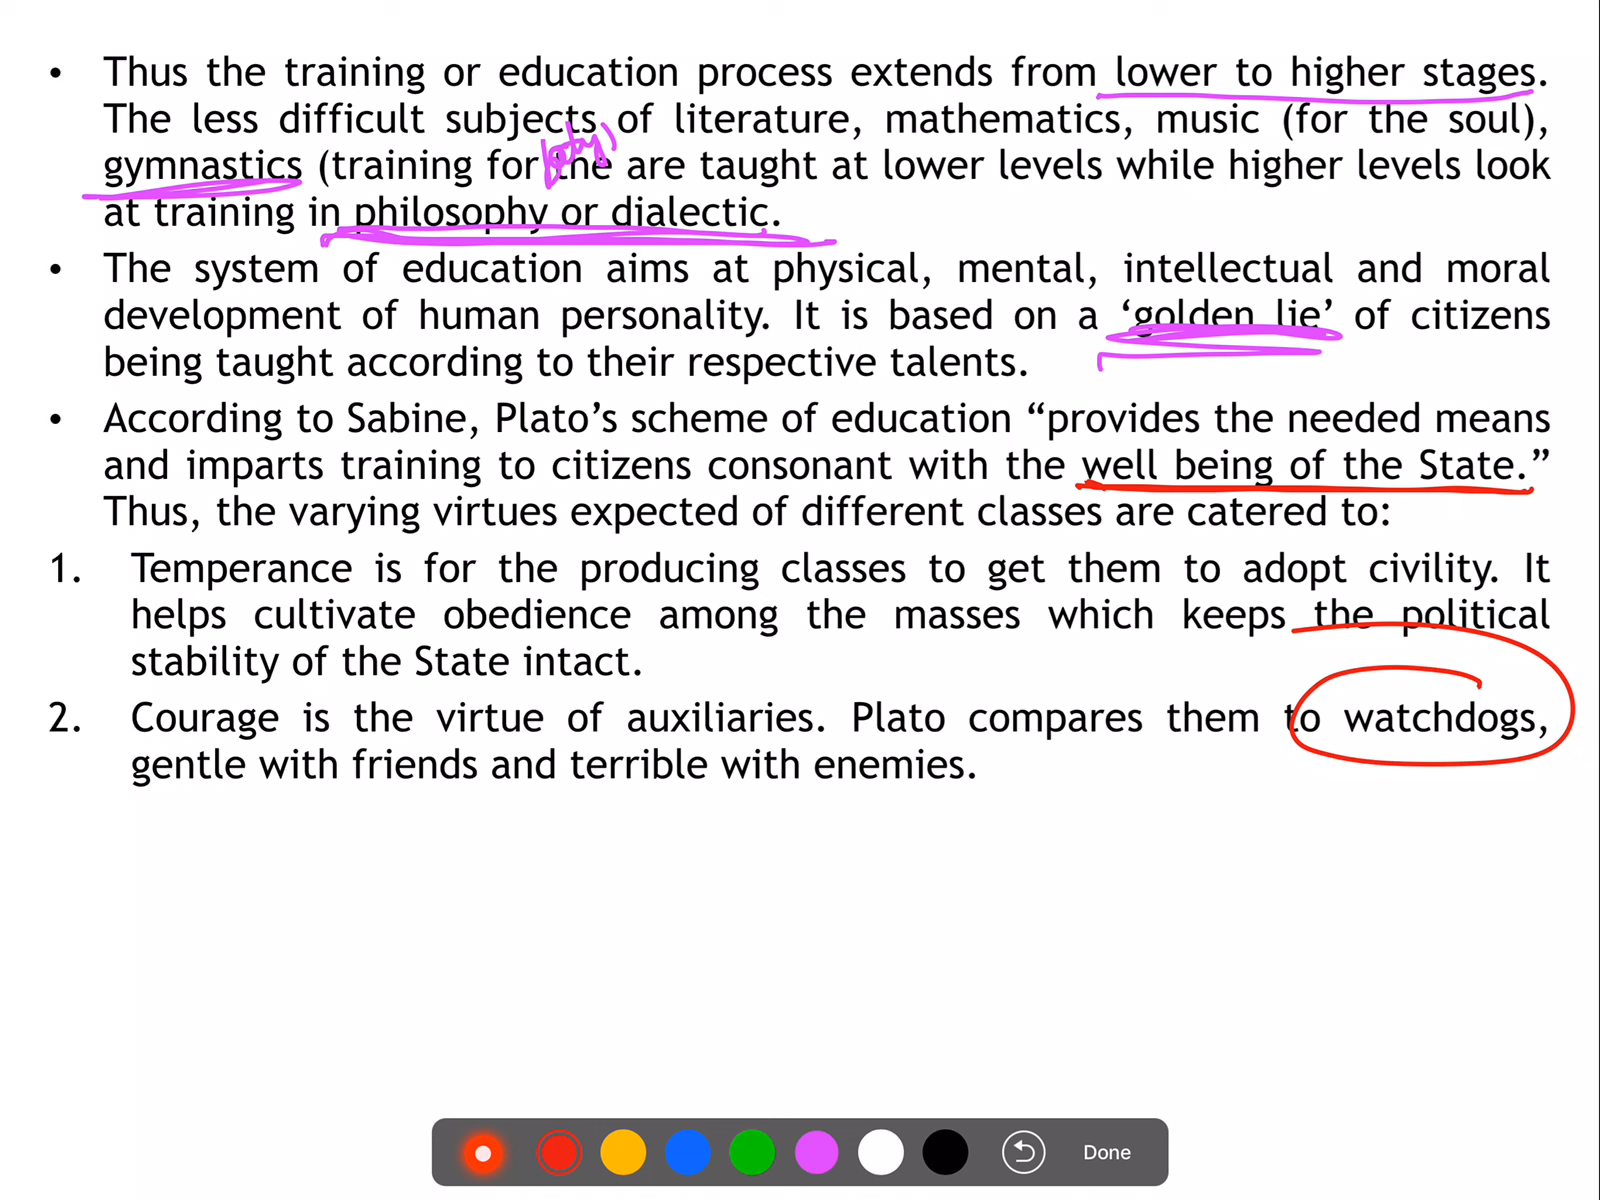 • Thus the training or education process extends from lower to higher stages.
The less difficult subjects of literature, mathematics, music (for the soul),
gymnastics (training for the are taught at lower levels while higher levels look
body)
at training in philosophy or dialectic.
• The system of education aims at physical, mental, intellectual and moral
development of human personality. It is based on a ‘golden lie’ of citizens
being taught according to their respective talents.
• According to Sabine, Plato’s scheme of education “provides the needed means
and imparts training to citizens consonant with the well being of the State.”
Thus, the varying virtues expected of different classes are catered to:
1. Temperance is for the producing classes to get them to adopt civility. It
helps cultivate obedience among the masses which keeps the political
stability of the State intact.
2. Courage is the virtue of auxiliaries. Plato compares them to watchdogs,
gentle with friends and terrible with enemies.
Done